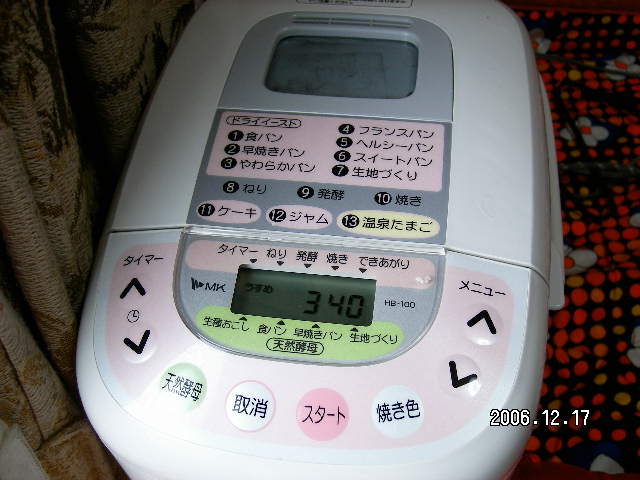 ドライイースト
❶ 食パン
❷ 早焼きパン
❸ やわらかパン
❹ フランスパン
❺ ヘルシーパン
❻ スイートパン
❼ 生地づくり
❽ ねり ❾ 発酵 ❿ 焼き
⓫ ケーキ ⓬ ジャム ⓭ 温泉たまご
タイマー ねり 発酵 焼き できあがり
タイマー
メニュー
MK
うすめ
340
HB-100
生種おこし 食パン 早焼きパン 生地づくり
天然酵母
天然酵母
取消
スタート
焼き色
2006.12.17